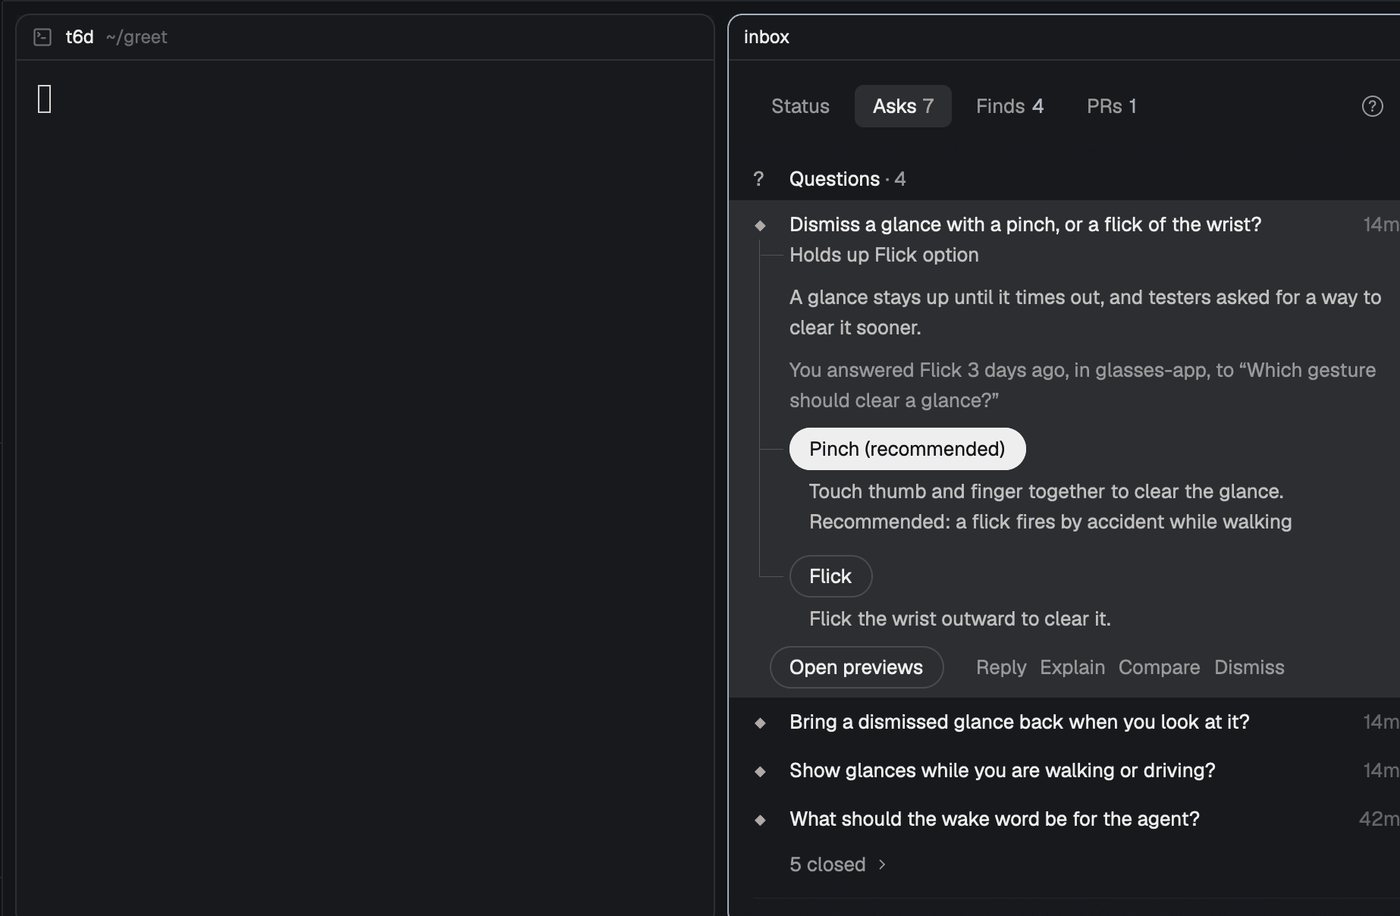 t6d ~/greet
inbox
Status Asks 7 Finds 4 PRs 1 ?
? Questions · 4
Dismiss a glance with a pinch, or a flick of the wrist? 14m
Holds up Flick option
A glance stays up until it times out, and testers asked for a way to
clear it sooner.
You answered Flick 3 days ago, in glasses-app, to “Which gesture
should clear a glance?”
Pinch (recommended)
Touch thumb and finger together to clear the glance.
Recommended: a flick fires by accident while walking
Flick
Flick the wrist outward to clear it.
Open previews Reply Explain Compare Dismiss
Bring a dismissed glance back when you look at it? 14m
Show glances while you are walking or driving? 14m
What should the wake word be for the agent? 42m
5 closed >